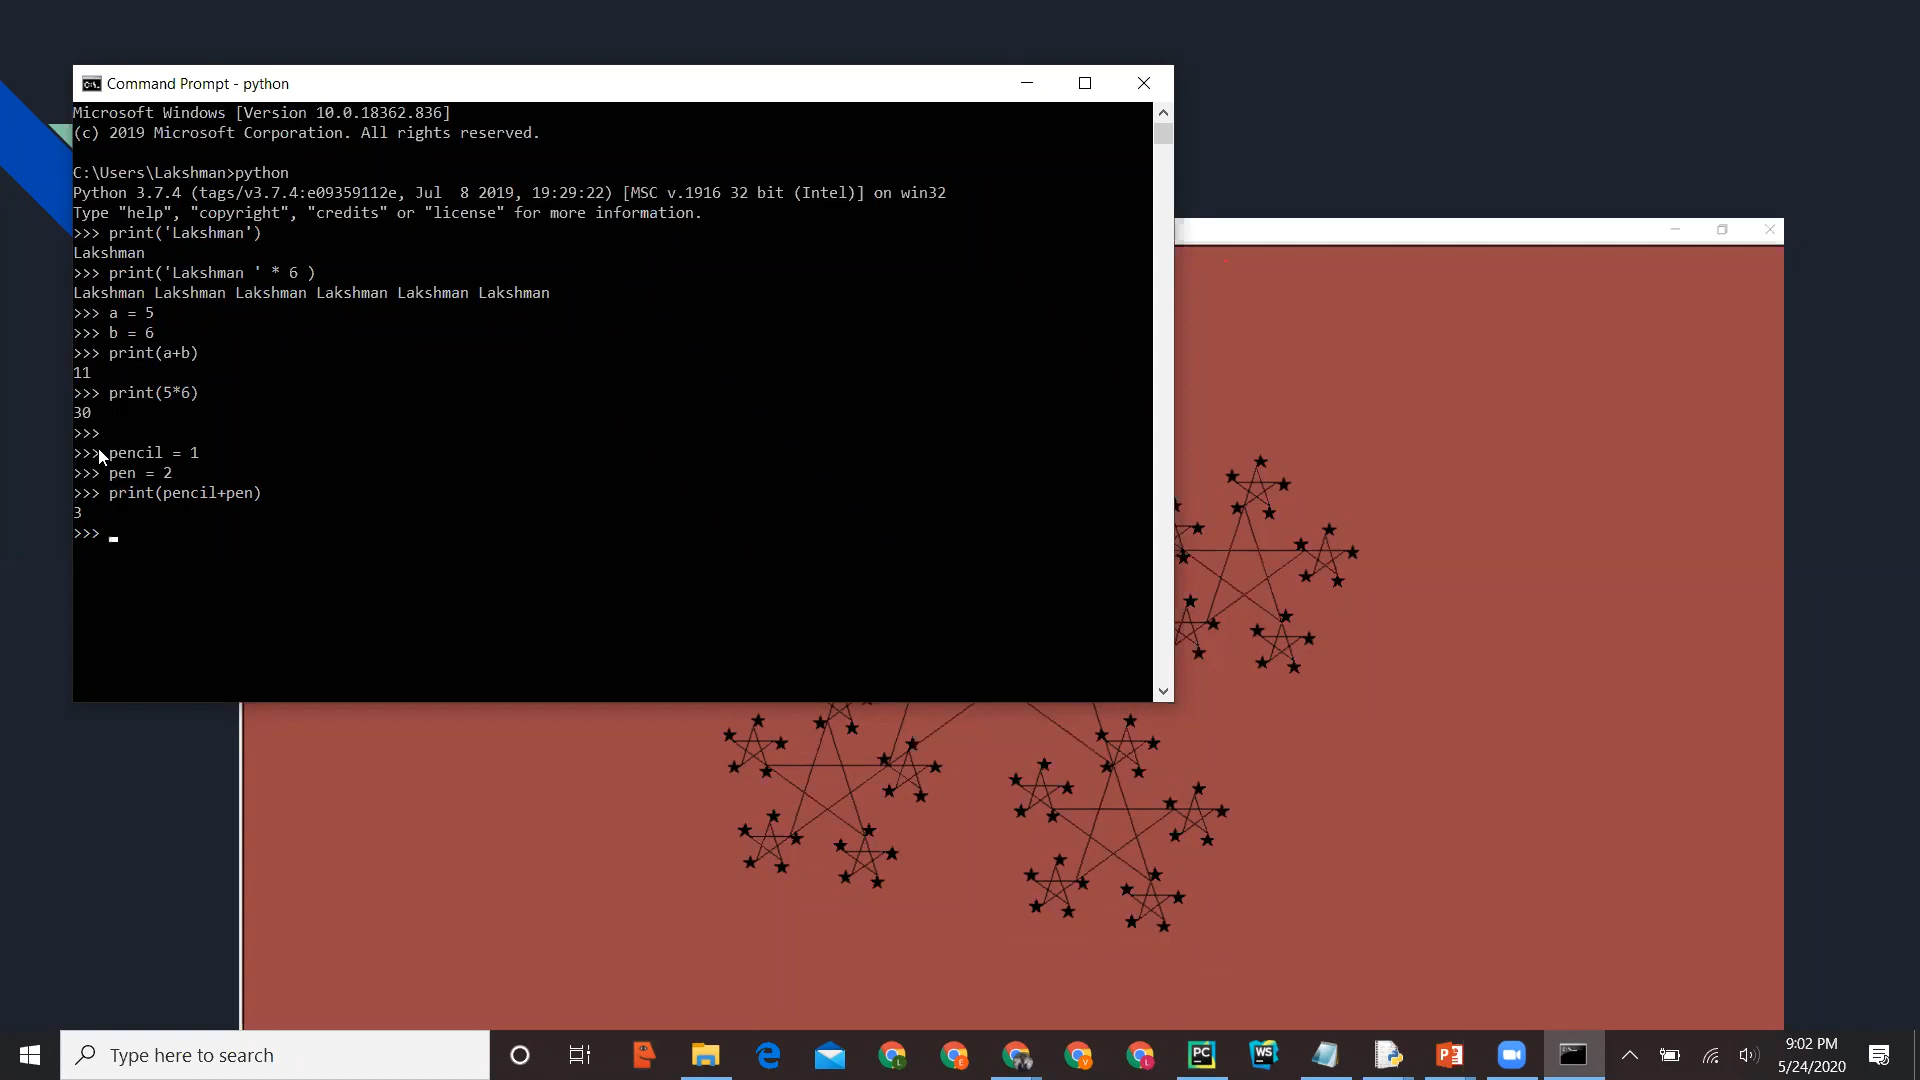 Command Prompt - python
Microsoft Windows [Version 10.0.18362.836]
(c) 2019 Microsoft Corporation. All rights reserved.
C:\Users\Lakshman>python
Python 3.7.4 (tags/v3.7.4:e09359112e, Jul  8 2019, 19:29:22) [MSC v.1916 32 bit (Intel)] on win32
Type "help", "copyright", "credits" or "license" for more information.
>>> print('Lakshman')
Lakshman
>>> print('Lakshman ' * 6 )
Lakshman Lakshman Lakshman Lakshman Lakshman Lakshman
>>> a = 5
>>> b = 6
>>> print(a+b)
11
>>> print(5*6)
30
>>>
>>> pencil = 1
>>> pen = 2
>>> print(pencil+pen)
3
>>>
Type here to search
9:02 PM
5/24/2020